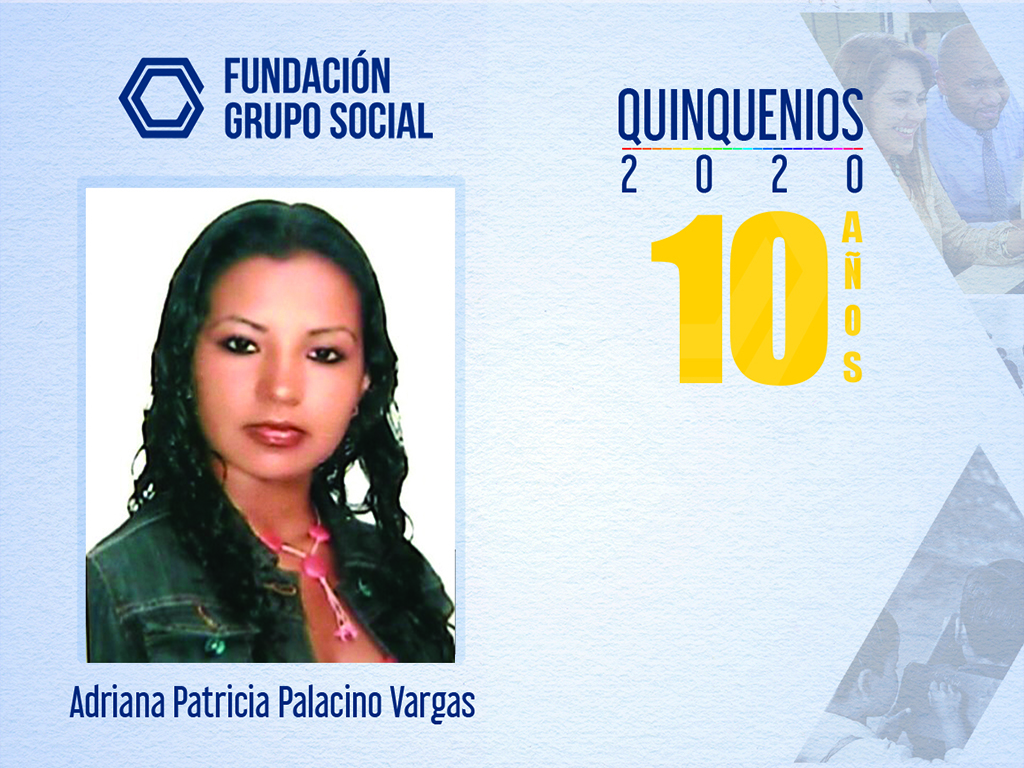 FUNDACIÓN
GRUPO SOCIAL
QUINQUENIOS
2020
10
AÑOS
Adriana Patricia Palacino Vargas